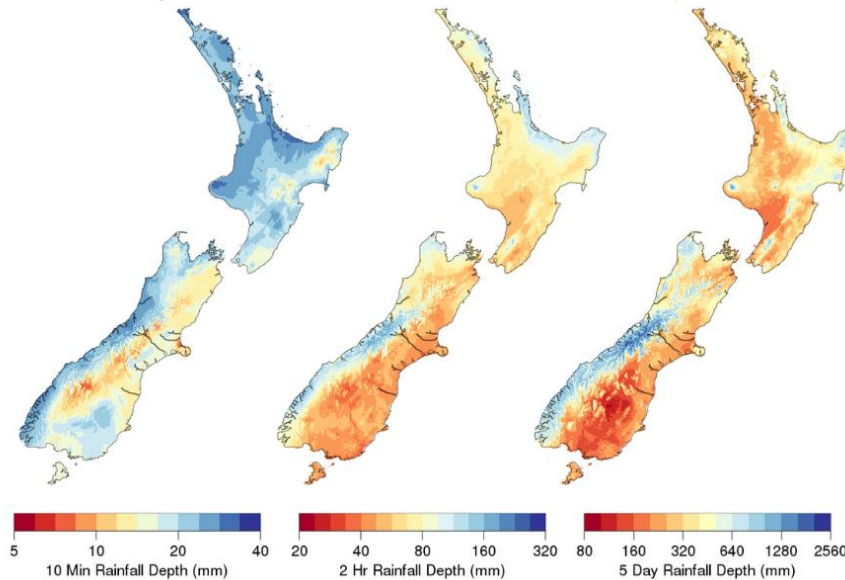 5 10 20 40
10 Min Rainfall Depth (mm)
20 40 80 160 320
2 Hr Rainfall Depth (mm)
80 160 320 640 1280 2560
5 Day Rainfall Depth (mm)